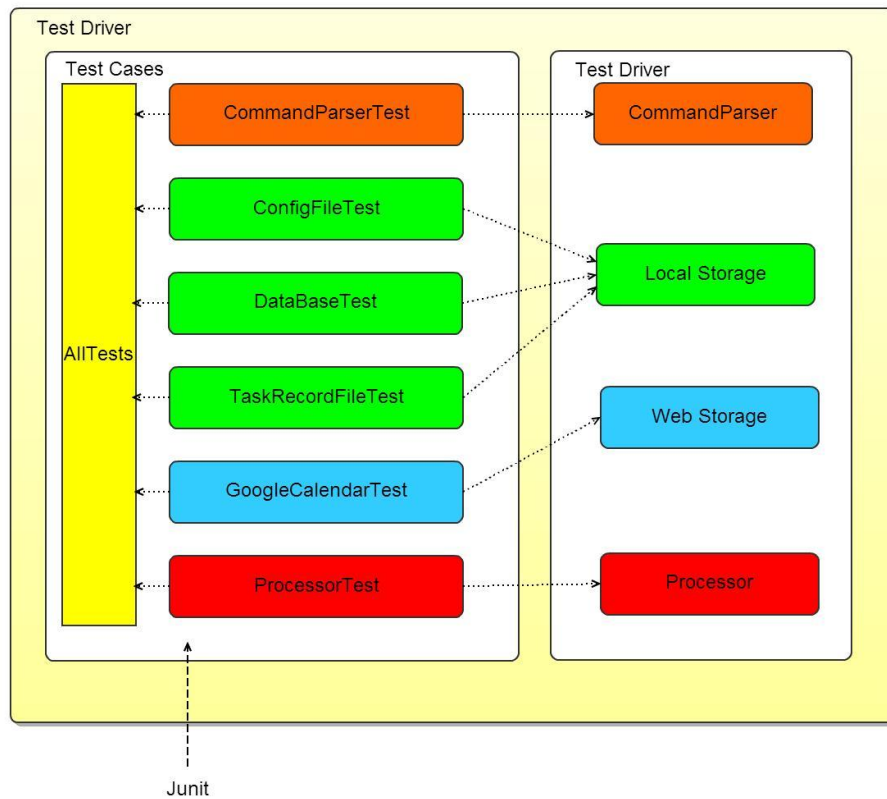 Test Driver
Test Cases
AllTests
CommandParserTest
ConfigFileTest
DataBaseTest
TaskRecordFileTest
GoogleCalendarTest
ProcessorTest
Test Driver
CommandParser
Local Storage
Web Storage
Processor
Junit